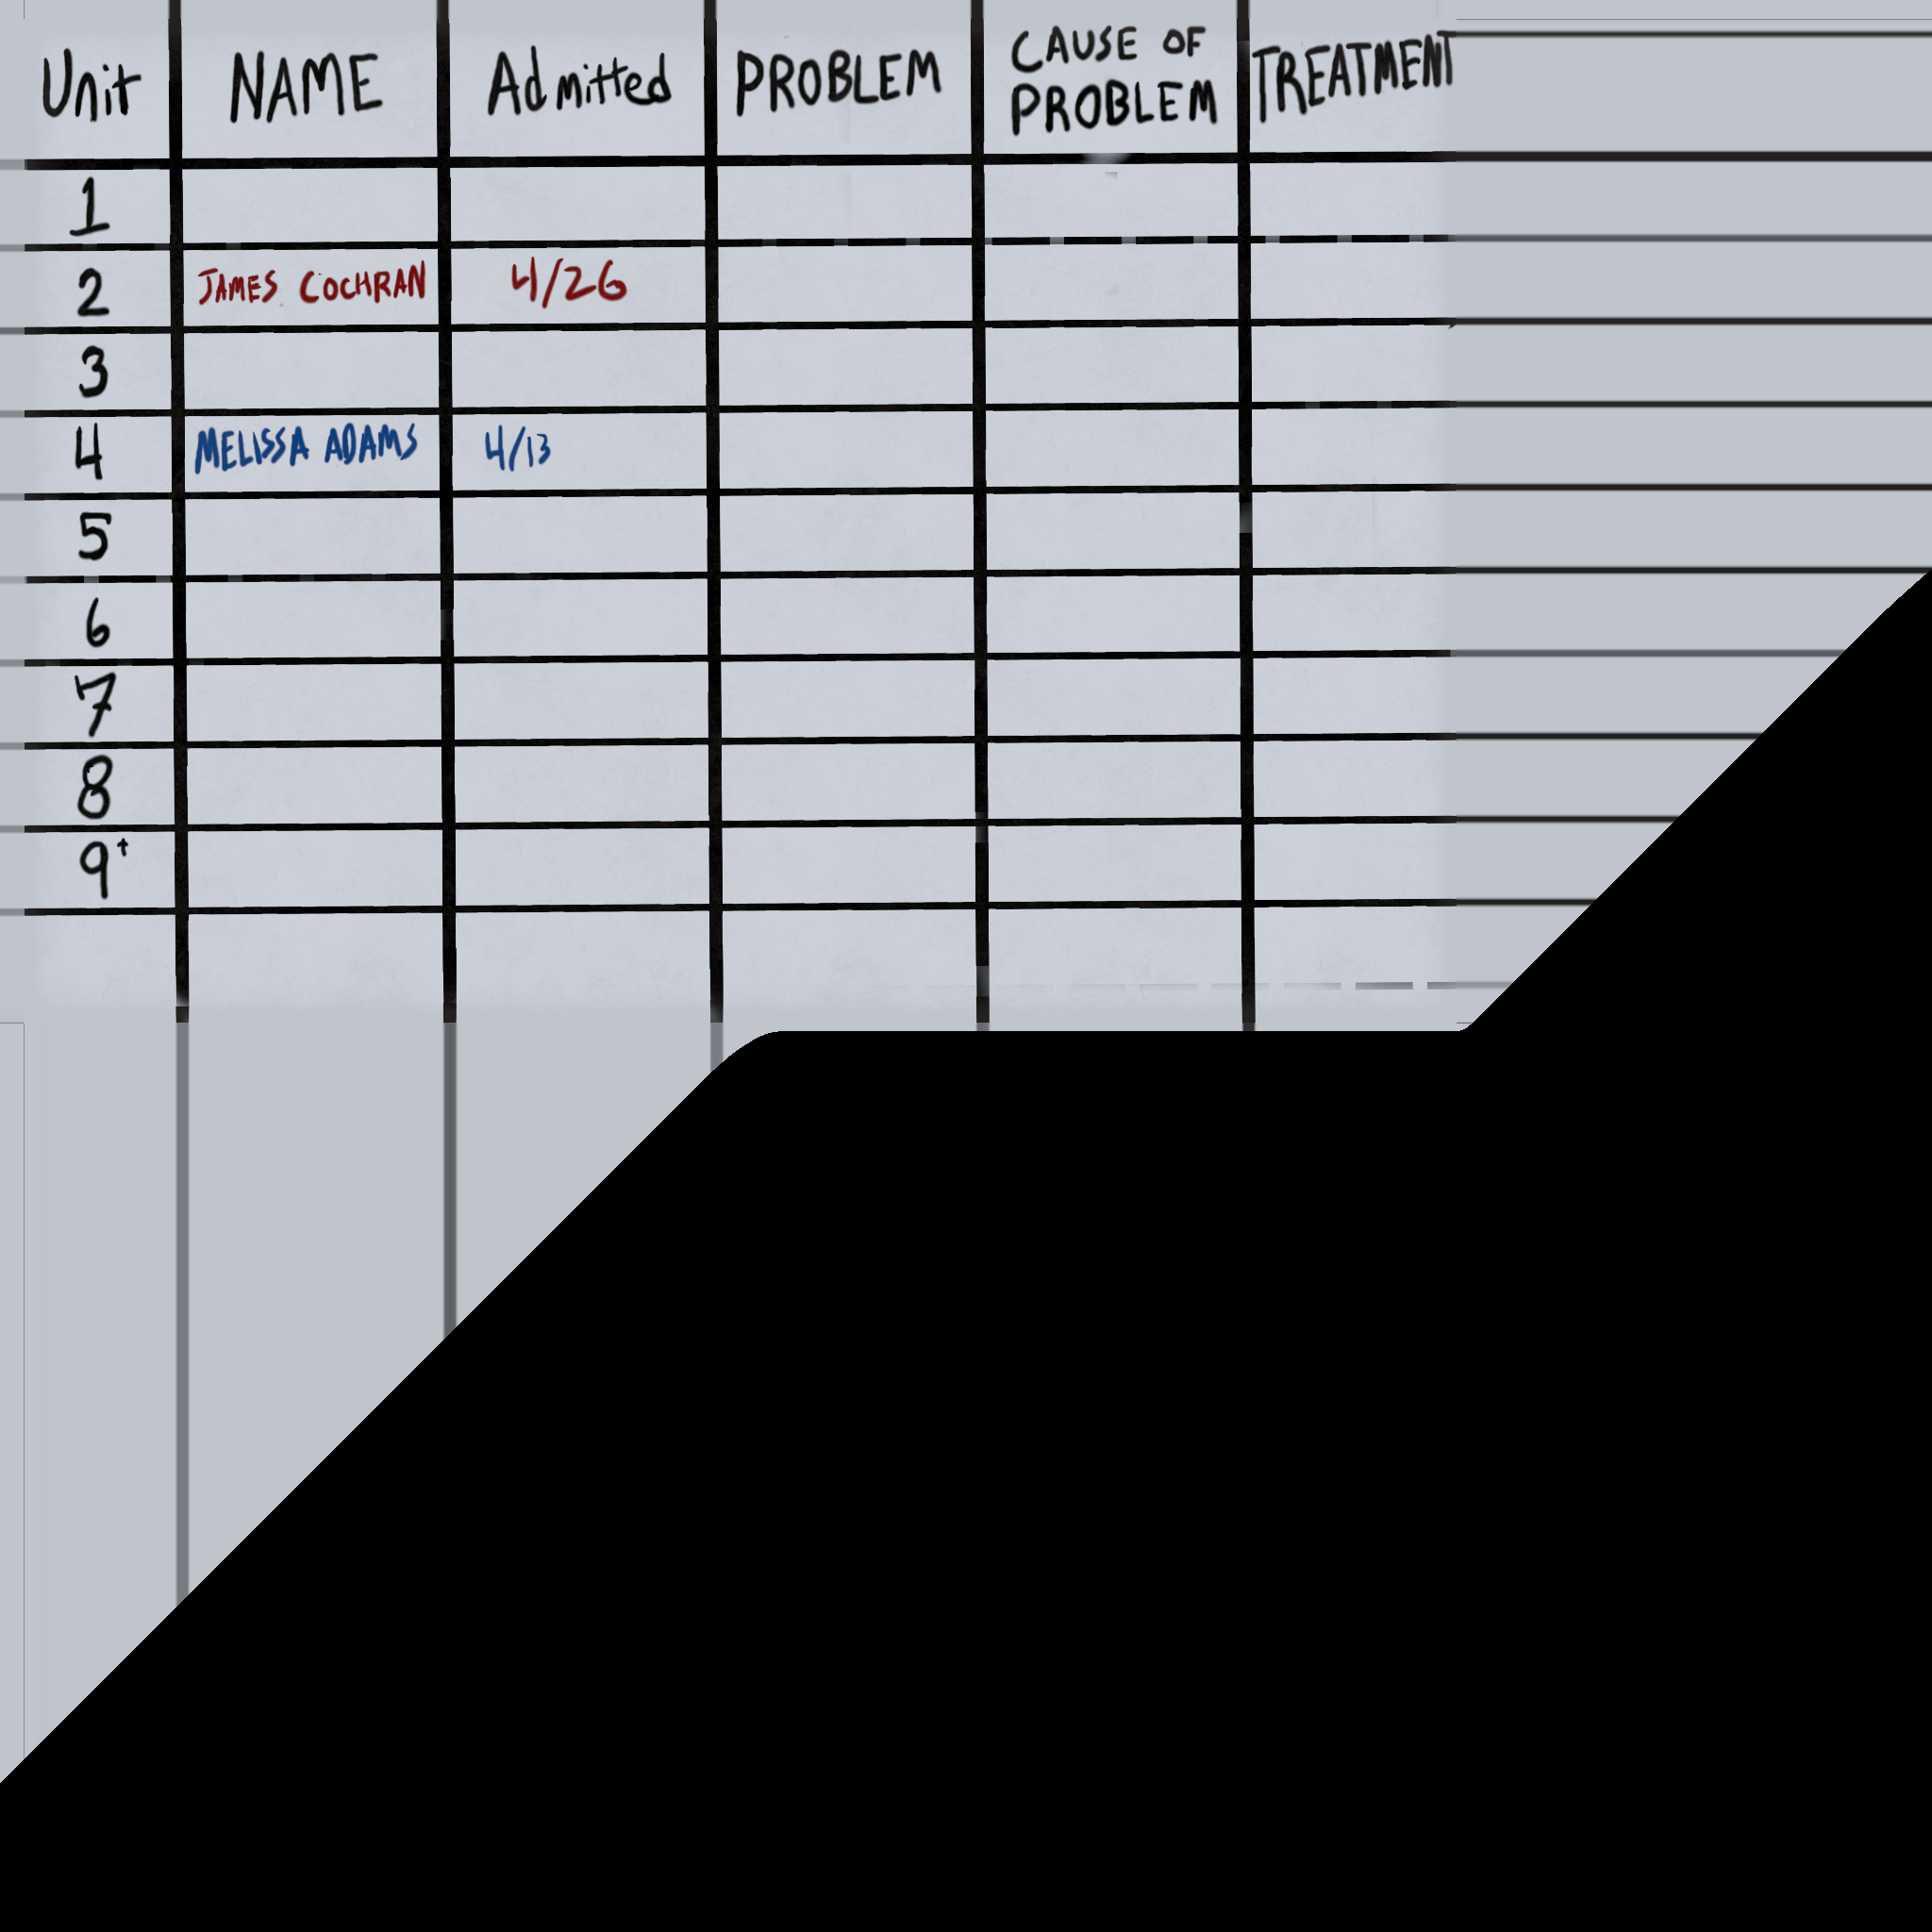 Unit NAME Admitted PROBLEM CAUSE OF PROBLEM TREATMENT
1
2 JAMES COCHRAN 4/26
3
4 MELISSA ADAMS 4/13
5
6
7
8
9+